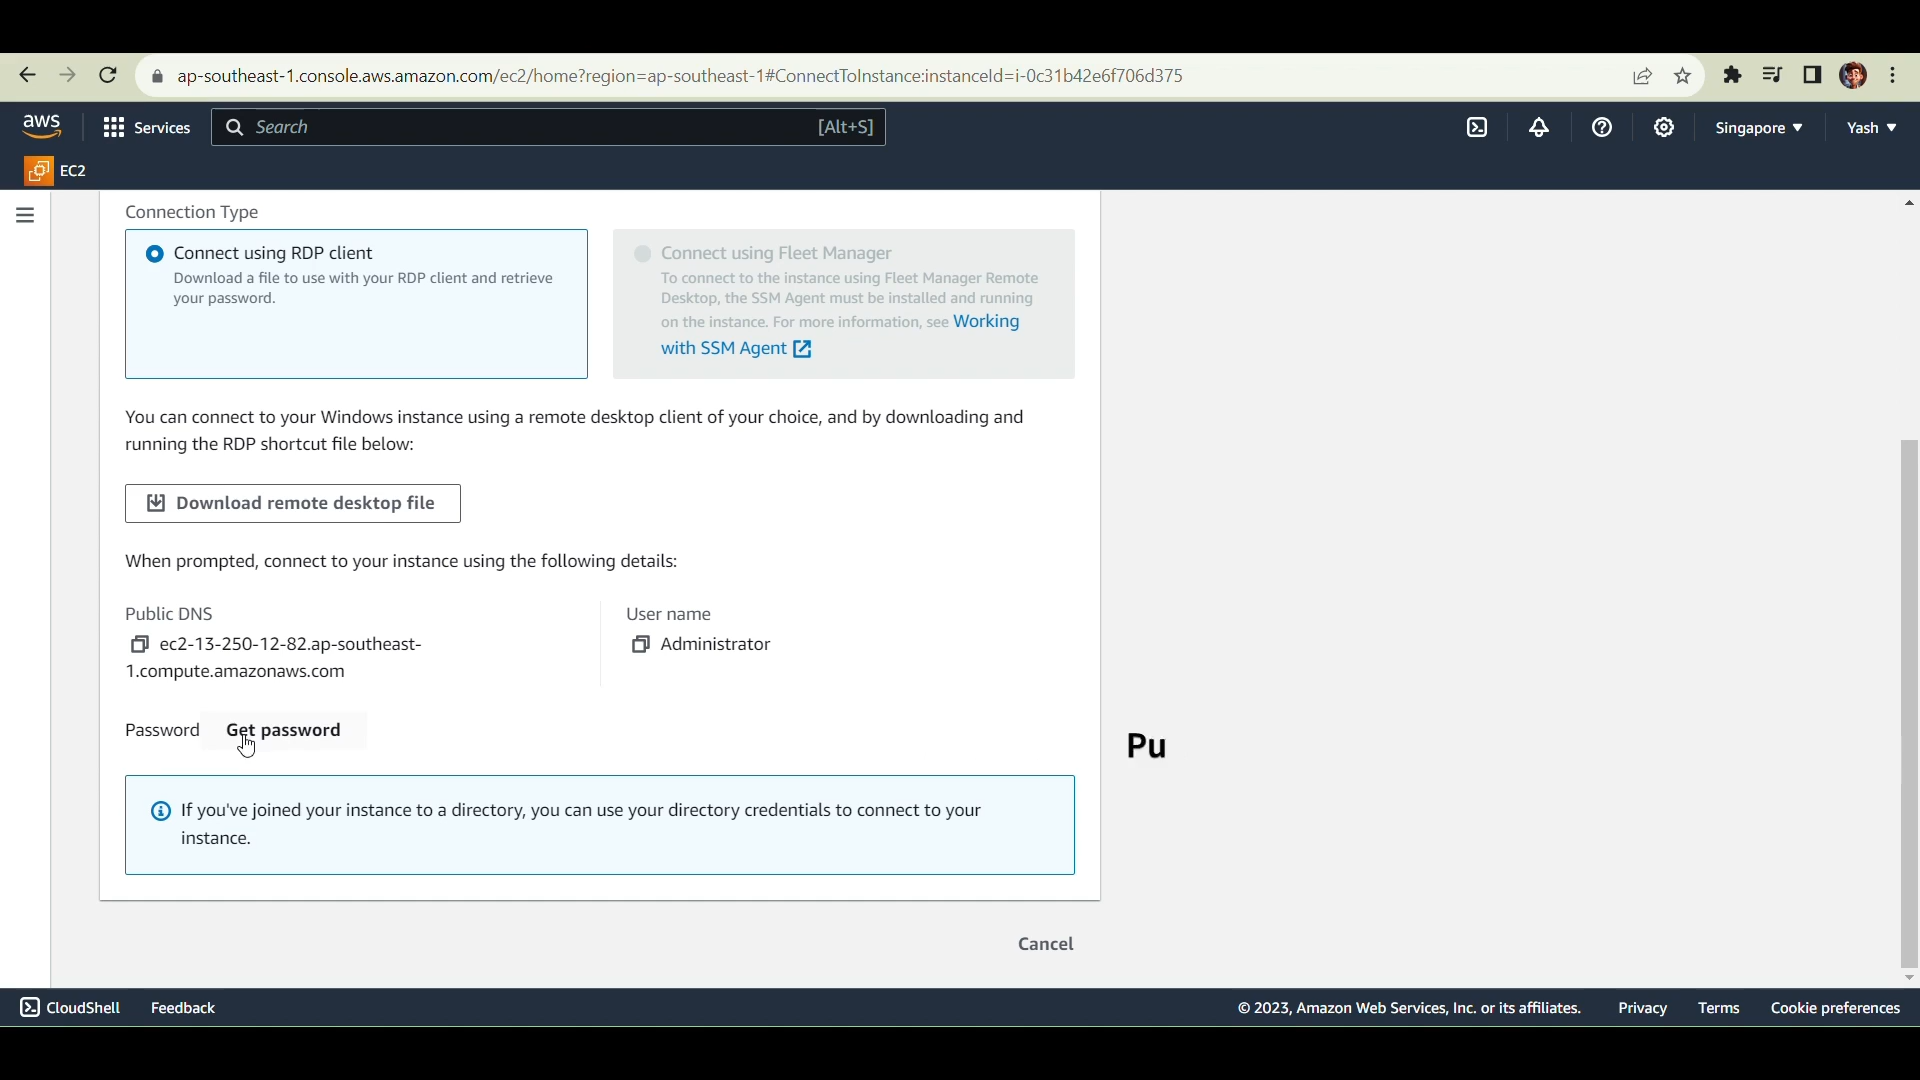 ap-southeast-1.console.aws.amazon.com/ec2/home?region=ap-southeast-1#ConnectToInstance:instanceId=i-0c31b42e6f706d375
aws
Services
Search
[Alt+S]
Singapore
Yash
EC2
Connection Type
Connect using RDP client
Download a file to use with your RDP client and retrieve
your password.
Connect using Fleet Manager
To connect to the instance using Fleet Manager Remote
Desktop, the SSM Agent must be installed and running
on the instance. For more information, see Working
with SSM Agent
You can connect to your Windows instance using a remote desktop client of your choice, and by downloading and
running the RDP shortcut file below:
Download remote desktop file
When prompted, connect to your instance using the following details:
Public DNS
ec2-13-250-12-82.ap-southeast-
1.compute.amazonaws.com
User name
Administrator
Password
Get password
Pu
If you've joined your instance to a directory, you can use your directory credentials to connect to your
instance.
Cancel
CloudShell
Feedback
© 2023, Amazon Web Services, Inc. or its affiliates.
Privacy
Terms
Cookie preferences